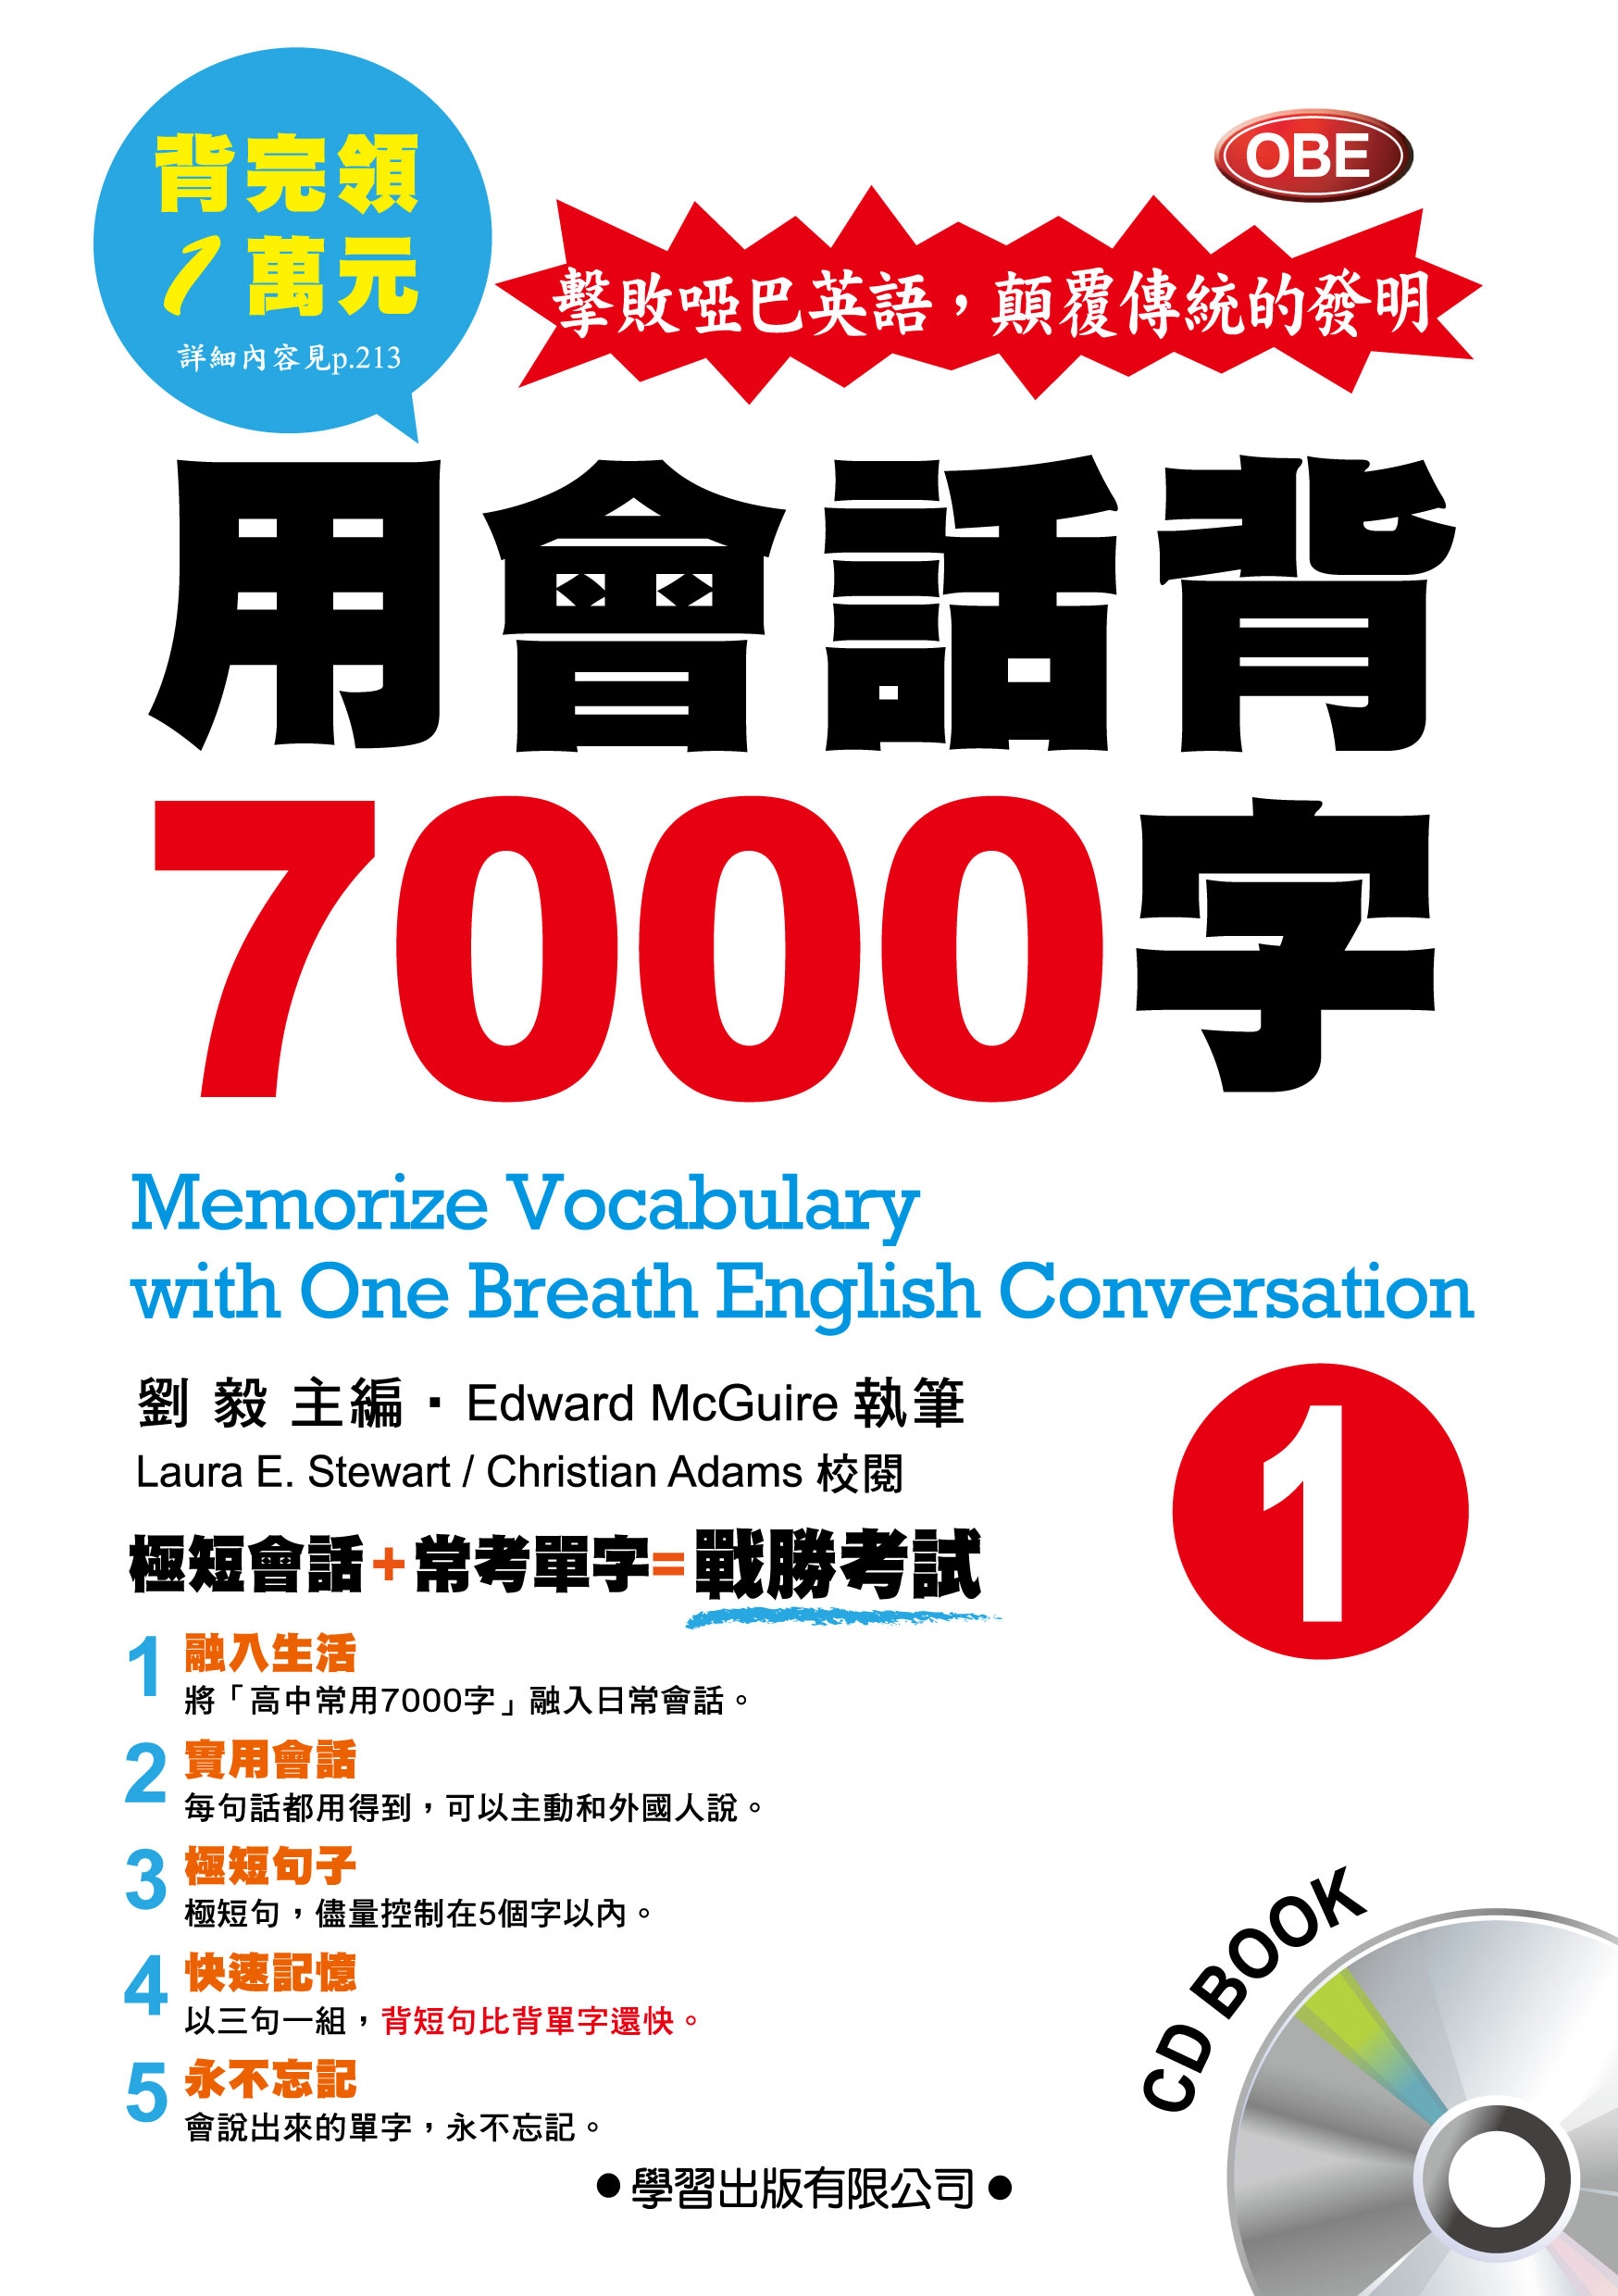 背完領
1萬元
詳細內容見p.213
OBE
擊敗啞巴英語，顛覆傳統的發明
用會話背
7000字
Memorize Vocabulary
with One Breath English Conversation
劉 毅 主編·Edward McGuire 執筆
Laura E. Stewart / Christian Adams 校閱
1
極短會話+常考單字=戰勝考試
1 融入生活
將「高中常用7000字」融入日常會話。
2 實用會話
每句話都用得到，可以主動和外國人說。
3 極短句子
極短句，儘量控制在5個字以內。
4 快速記憶
以三句一組，背短句比背單字還快。
5 永不忘記
會說出來的單字，永不忘記。
CD BOOK
●學習出版有限公司●